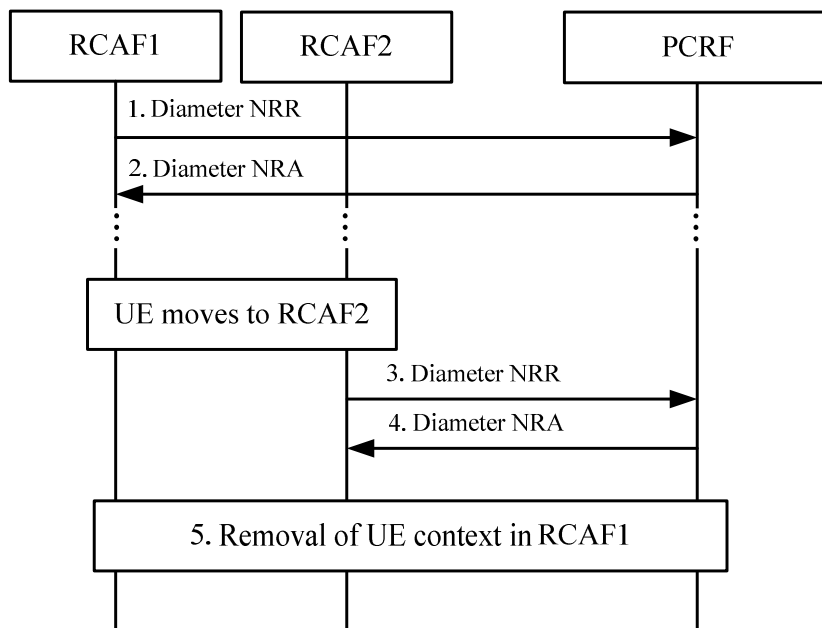 RCAF1
RCAF2
PCRF
1. Diameter NRR
2. Diameter NRA
UE moves to RCAF2
3. Diameter NRR
4. Diameter NRA
5. Removal of UE context in RCAF1